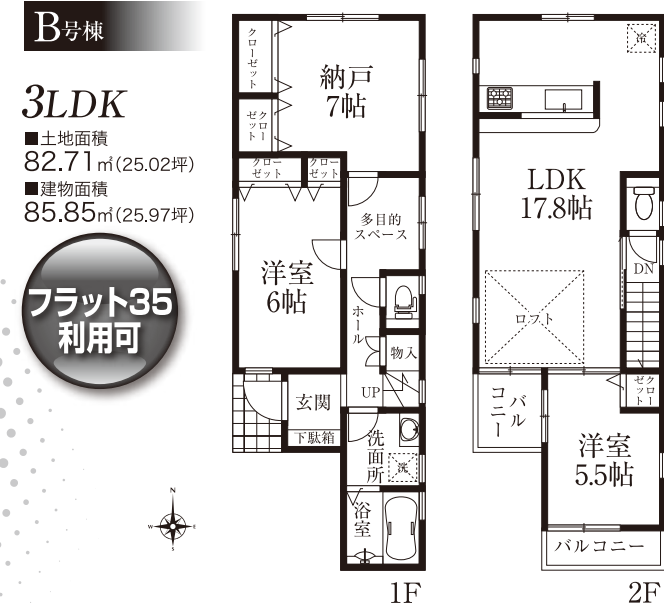 B号棟
3LDK
■土地面積
82.71㎡(25.02坪)
■建物面積
85.85㎡(25.97坪)
フラット35
利用可
N
W
E
S
クローゼット
納戸
7帖
クロー
ゼット
クロー
ゼット
クロー
ゼット
多目的
スペース
洋室
6帖
ホール
物入
UP
玄関
下駄箱
洗面所
洗
浴室
1F
冷
LDK
17.8帖
DN
ロフト
バル
コニー
クロー
ゼット
洋室
5.5帖
バルコニー
2F